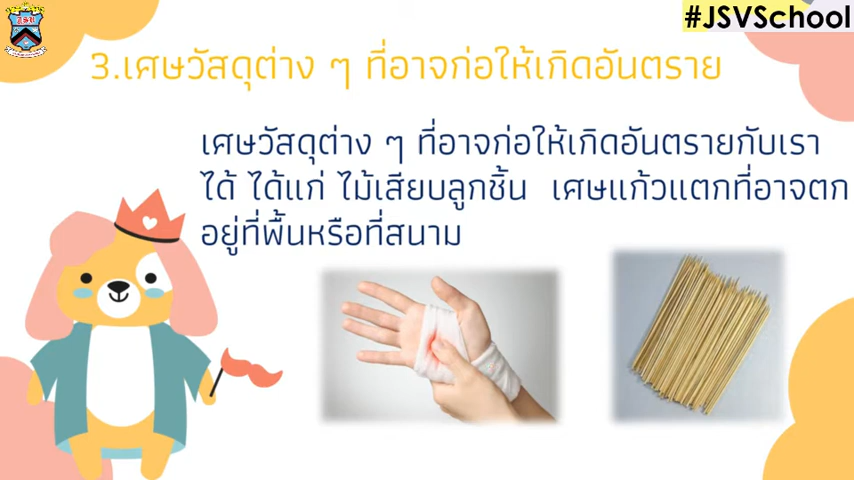 #JSVSchool
3.เศษวัสดุต่าง ๆ ที่อาจก่อให้เกิดอันตราย
เศษวัสดุต่าง ๆ ที่อาจก่อให้เกิดอันตรายกับเรา
ได้ ได้แก่ ไม้เสียบลูกชิ้น เศษแก้วแตกที่อาจตก
อยู่ที่พื้นหรือที่สนาม